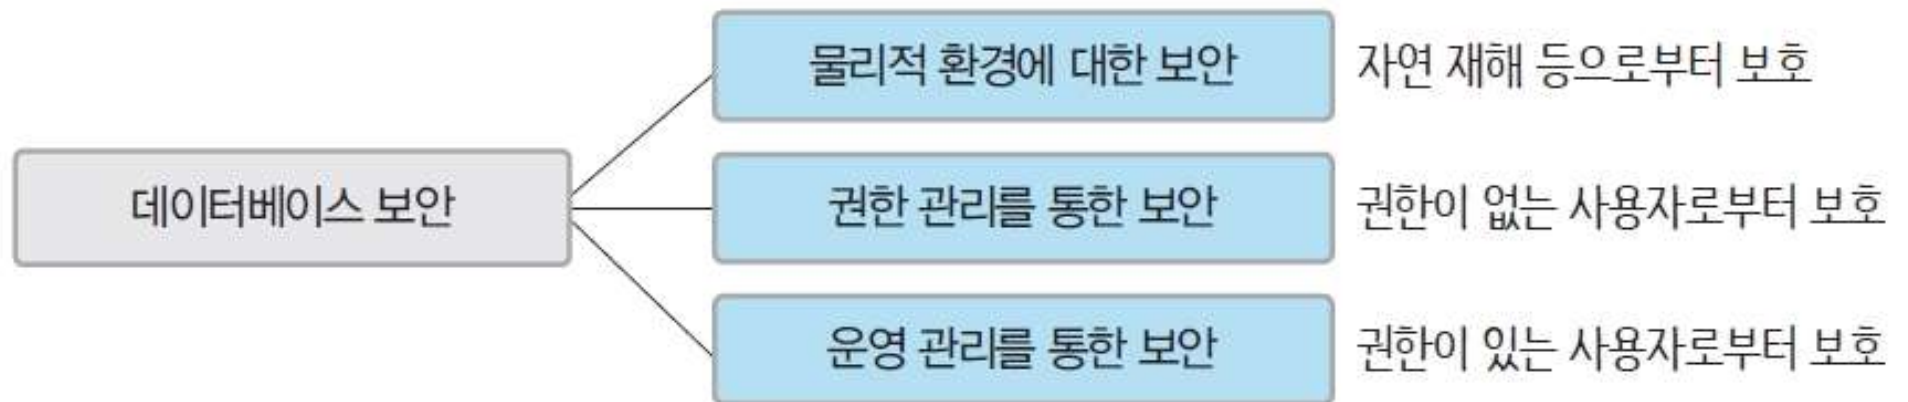 물리적 환경에 대한 보안 자연 재해 등으로부터 보호
데이터베이스 보안 권한 관리를 통한 보안 권한이 없는 사용자로부터 보호
운영 관리를 통한 보안 권한이 있는 사용자로부터 보호